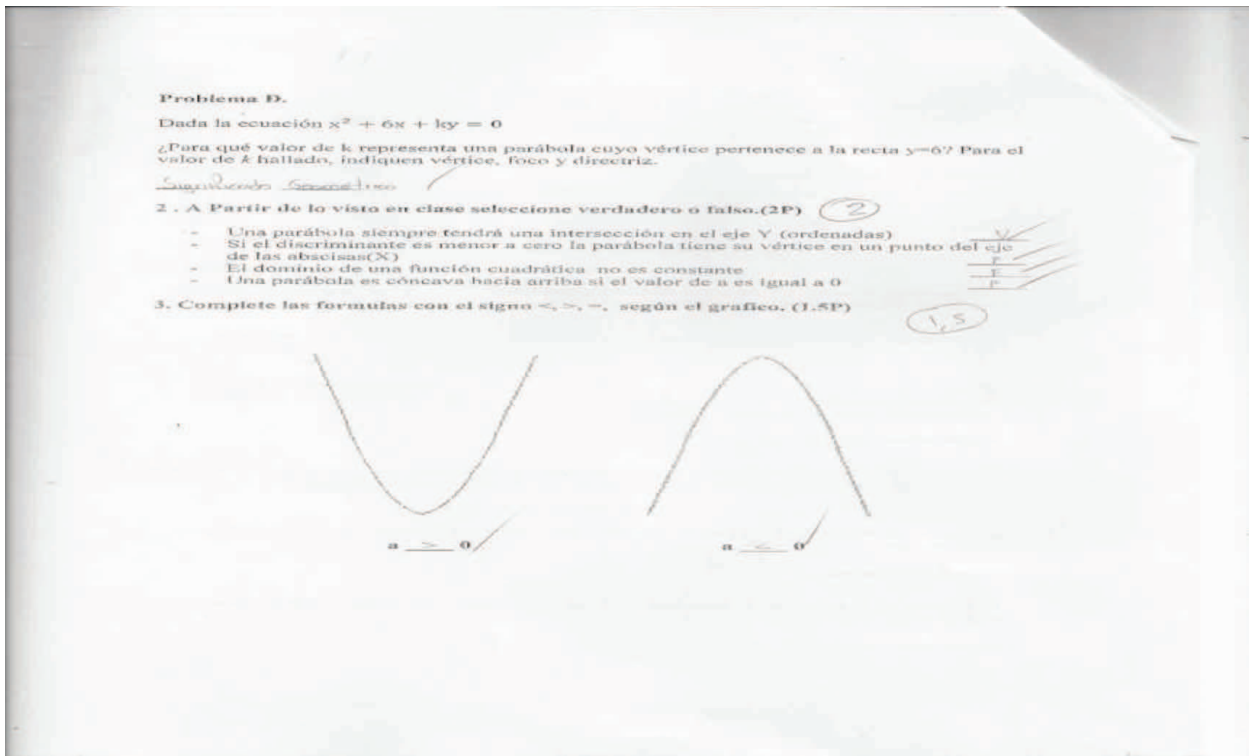 Problema D.
Dada la ecuación x² + 6x + ky = 0
¿Para qué valor de k representa una parábola cuyo vértice pertenece a la recta y=6? Para el
valor de k hallado, indiquen vértice, foco y directriz.
Significado Geometrico
2 . A Partir de lo visto en clase seleccione verdadero o falso.(2P) 2
- Una parábola siempre tendrá una intersección en el eje Y (ordenadas) V
- Si el discriminante es menor a cero la parábola tiene su vértice en un punto del eje
de las abscisas(X) F
- El dominio de una función cuadrática no es constante F
- Una parábola es cóncava hacia arriba si el valor de a es igual a 0 F
3. Complete las formulas con el signo <, >, =, según el grafico. (1.5P) 1,5
a > 0 a < 0